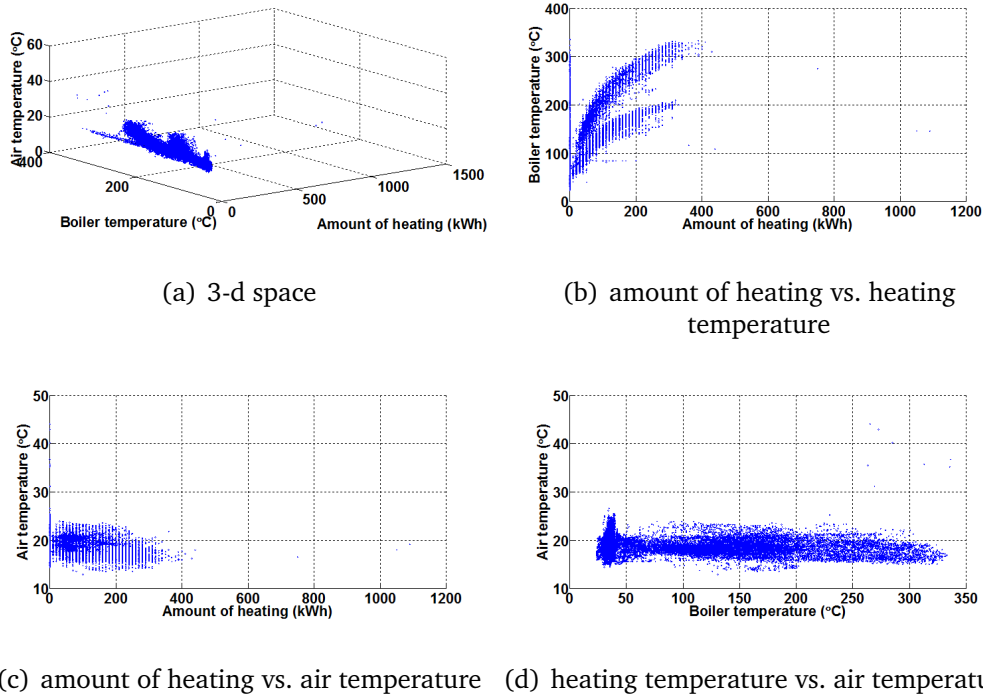 60
40
20
0
400
200
0
0
500
1000
1500
Air temperature (°C)
Boiler temperature (°C)
Amount of heating (kWh)
(a) 3-d space
400
300
200
100
0
0 200 400 600 800 1000 1200
Boiler temperature (°C)
Amount of heating (kWh)
(b) amount of heating vs. heating
temperature
50
40
30
20
10
0 200 400 600 800 1000 1200
Air temperature (°C)
Amount of heating (kWh)
(c) amount of heating vs. air temperature
50
40
30
20
10
0 50 100 150 200 250 300 350
Air temperature (°C)
Boiler temperature (°C)
(d) heating temperature vs. air temperatu